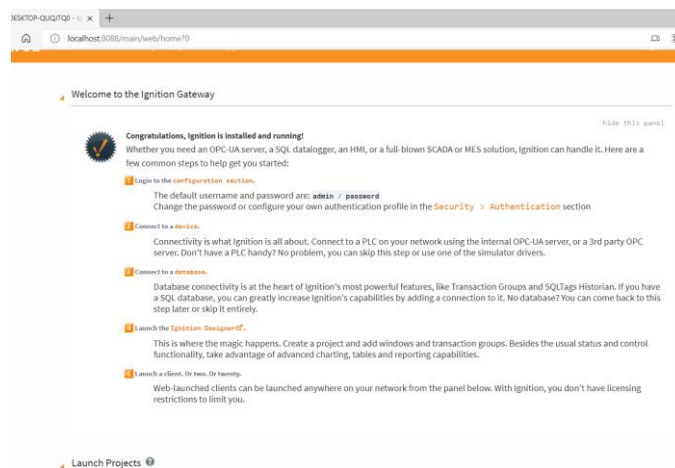 DESKTOP-QUQJTQ0 - I
localhost:8088/main/web/home?0
Welcome to the Ignition Gateway
hide this panel
Congratulations, Ignition is installed and running!
Whether you need an OPC-UA server, a SQL datalogger, an HMI, or a full-blown SCADA or MES solution, Ignition can handle it. Here are a
few common steps to help get you started:
1 Login to the configuration section.
The default username and password are: admin / password
Change the password or configure your own authentication profile in the Security > Authentication section
2 Connect to a device.
Connectivity is what Ignition is all about. Connect to a PLC on your network using the internal OPC-UA server, or a 3rd party OPC
server. Don't have a PLC handy? No problem, you can skip this step or use one of the simulator drivers.
3 Connect to a database.
Database connectivity is at the heart of Ignition's most powerful features, like Transaction Groups and SQLTags Historian. If you have
a SQL database, you can greatly increase Ignition's capabilities by adding a connection to it. No database? You can come back to this
step later or skip it entirely.
4 Launch the Ignition Designer.
This is where the magic happens. Create a project and add windows and transaction groups. Besides the usual status and control
functionality, take advantage of advanced charting, tables and reporting capabilities.
5 Launch a client. Or two. Or twenty.
Web-launched clients can be launched anywhere on your network from the panel below. With Ignition, you don't have licensing
restrictions to limit you.
Launch Projects